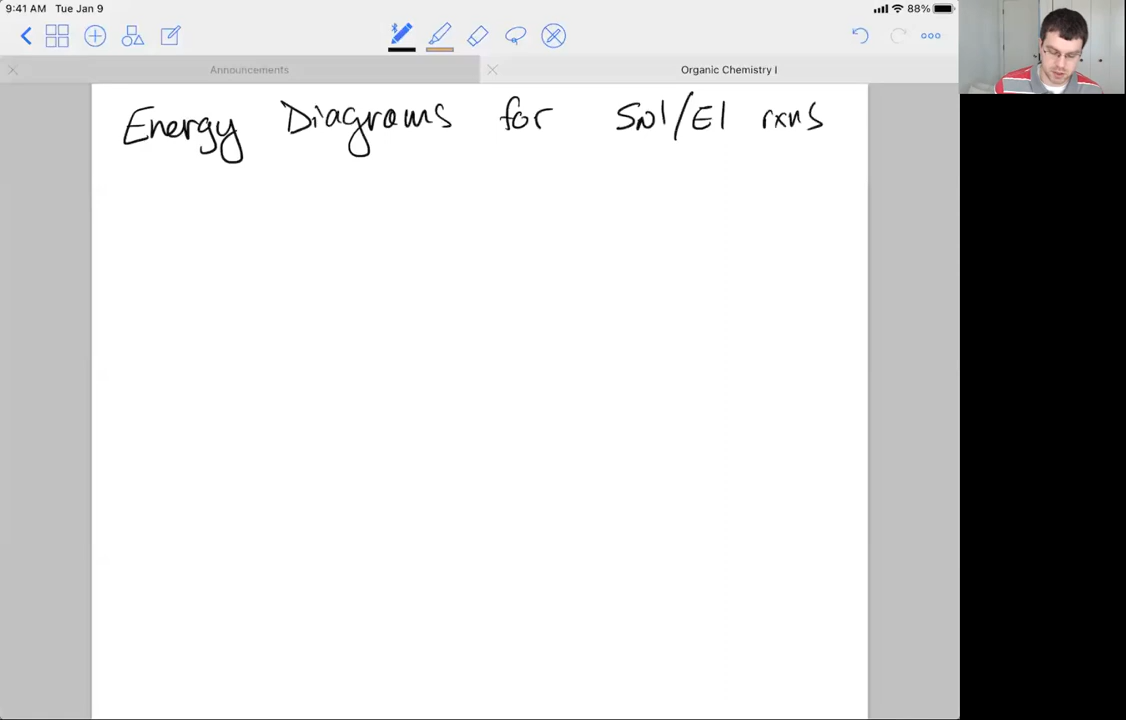 9:41 AM Tue Jan 9
88%
Announcements
Organic Chemistry I
Energy Diagrams for SN1/E1 rxns